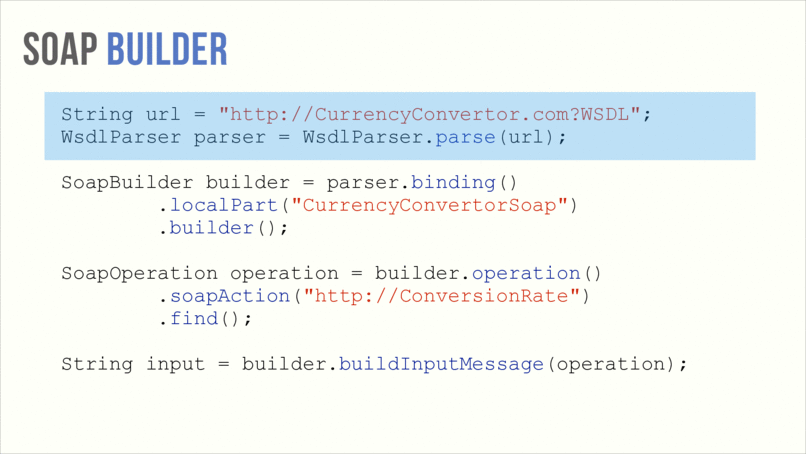 SOAP BUILDER
String url = "http://CurrencyConvertor.com?WSDL";
WsdlParser parser = WsdlParser.parse(url);
SoapBuilder builder = parser.binding()
.localPart("CurrencyConvertorSoap")
.builder();
SoapOperation operation = builder.operation()
.soapAction("http://ConversionRate")
.find();
String input = builder.buildInputMessage(operation);